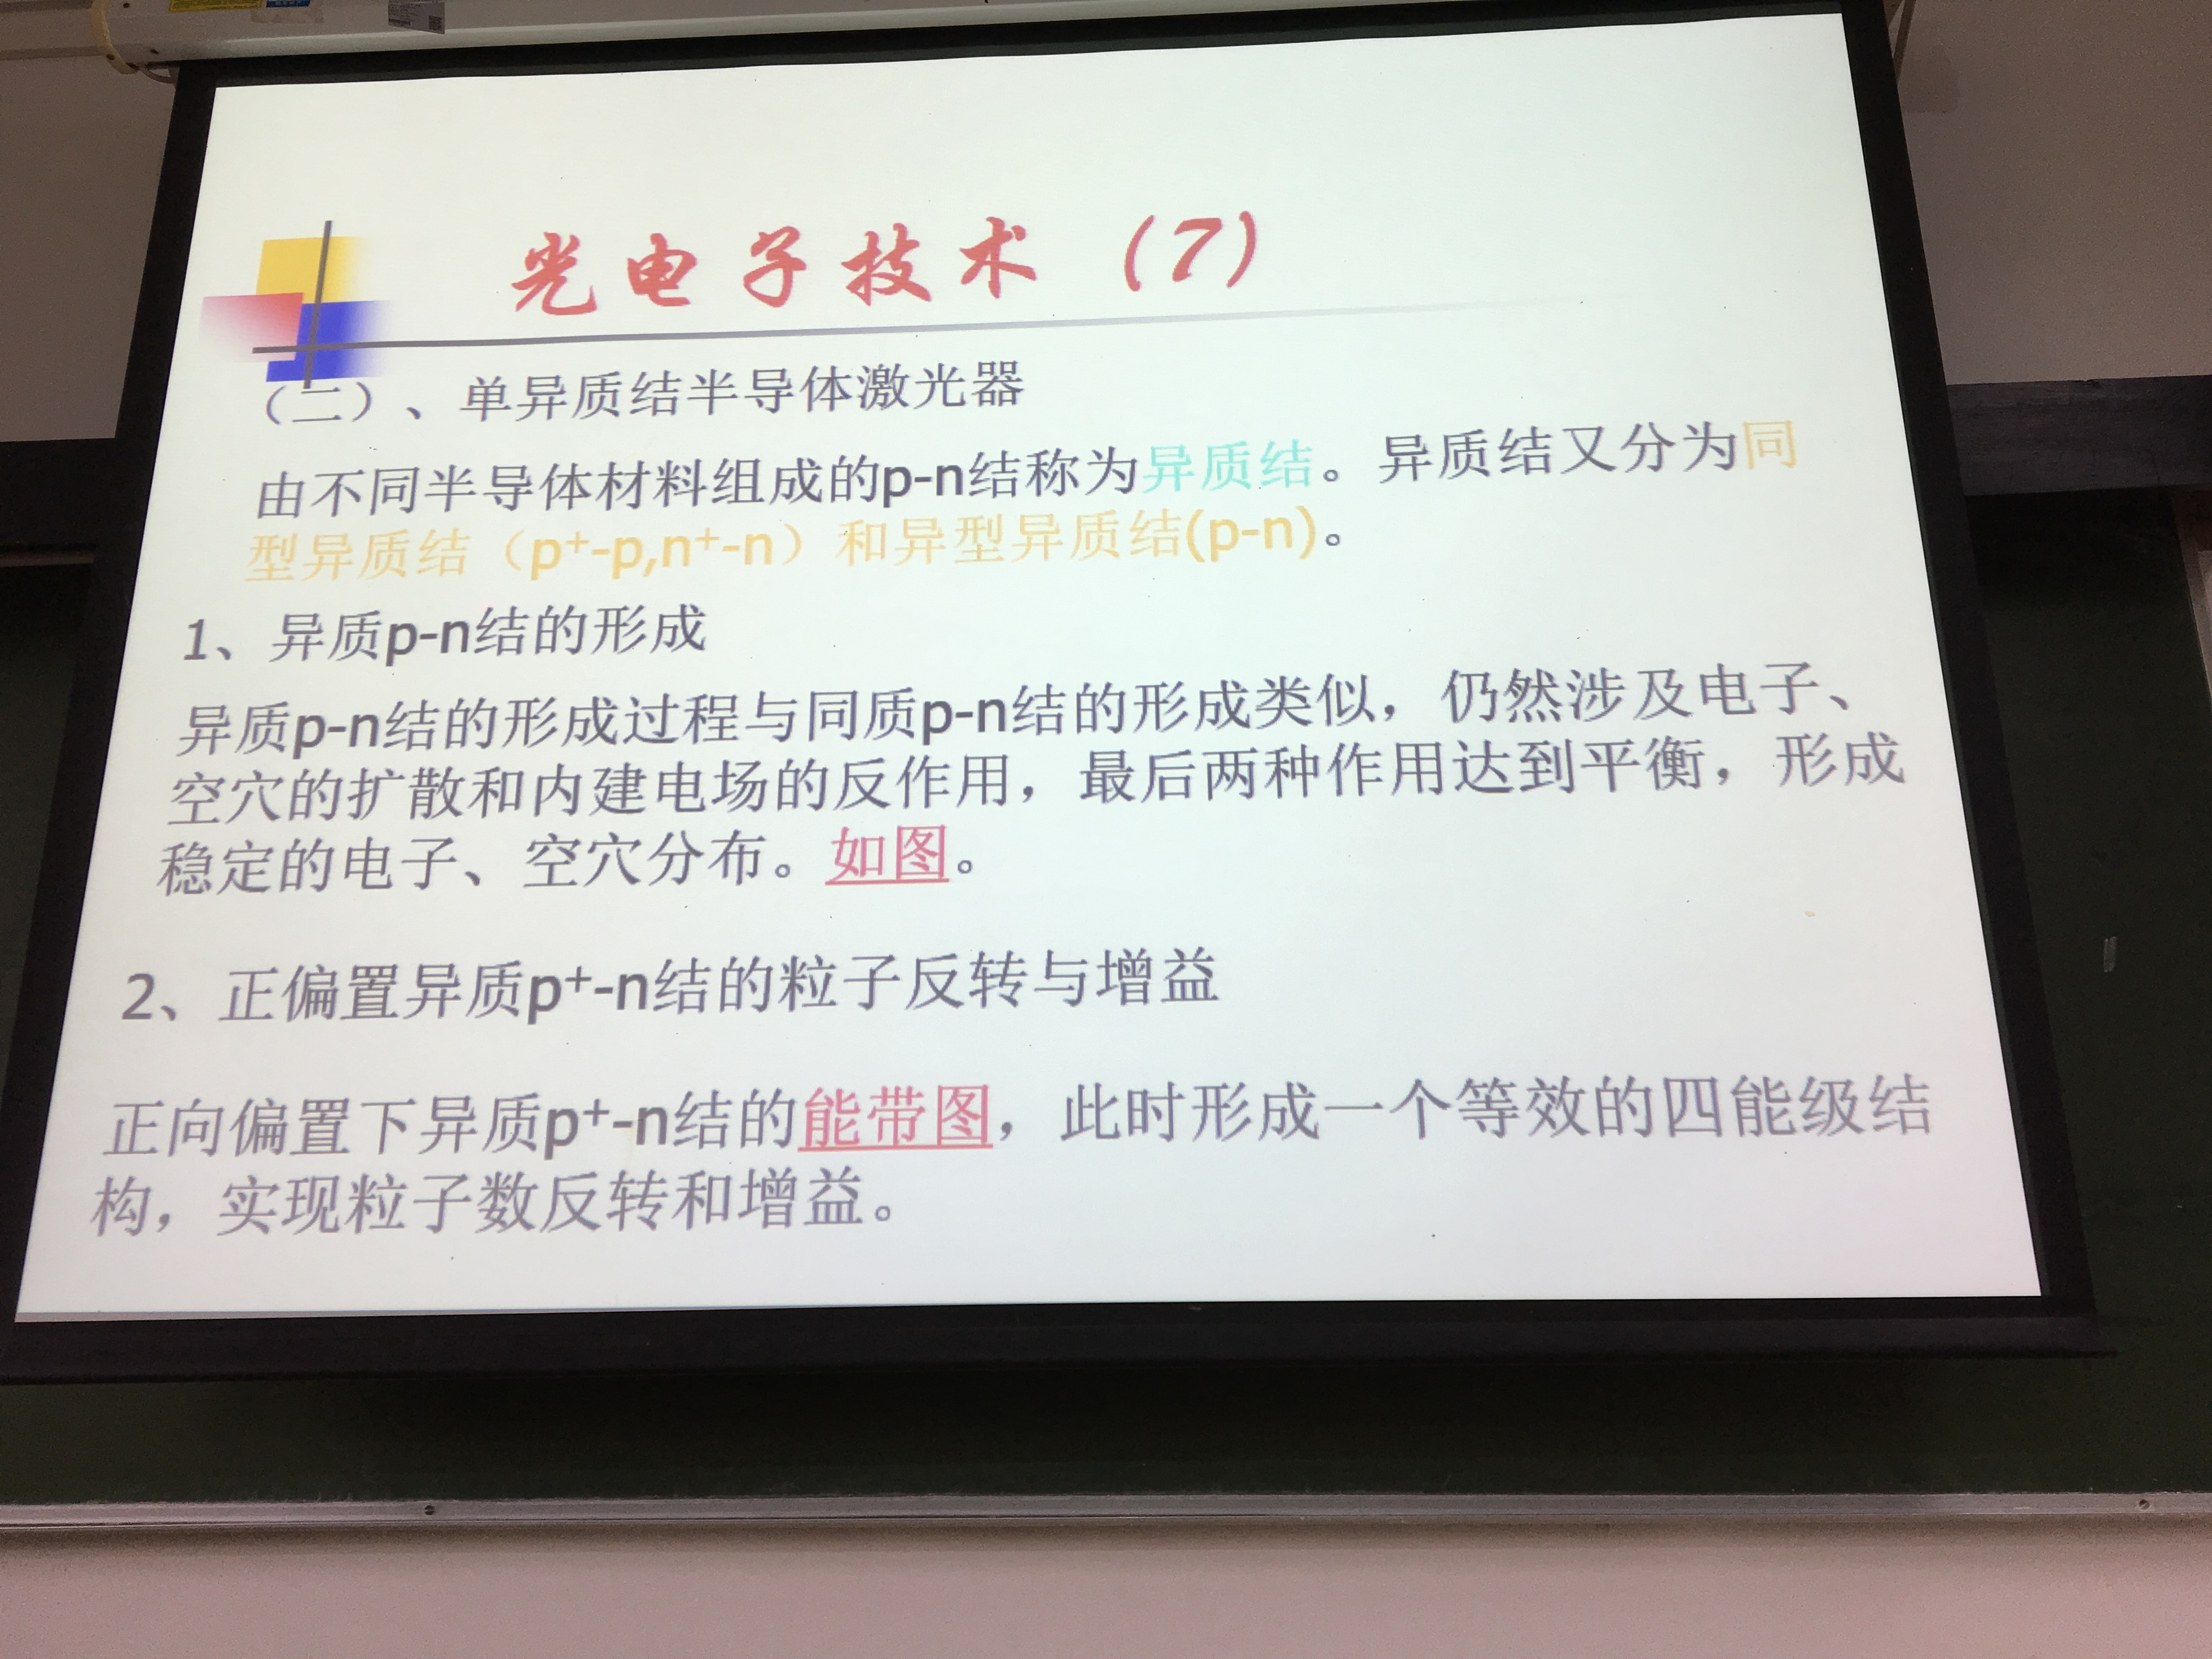 光电子技术（7）
（二）、单异质结半导体激光器
由不同半导体材料组成的p-n结称为异质结。异质结又分为同
型异质结（p⁺-p,n⁺-n）和异型异质结(p-n)。
1、异质p-n结的形成
异质p-n结的形成过程与同质p-n结的形成类似，仍然涉及电子、
空穴的扩散和内建电场的反作用，最后两种作用达到平衡，形成
稳定的电子、空穴分布。如图。
2、正偏置异质p⁺-n结的粒子反转与增益
正向偏置下异质p⁺-n结的能带图，此时形成一个等效的四能级结
构，实现粒子数反转和增益。